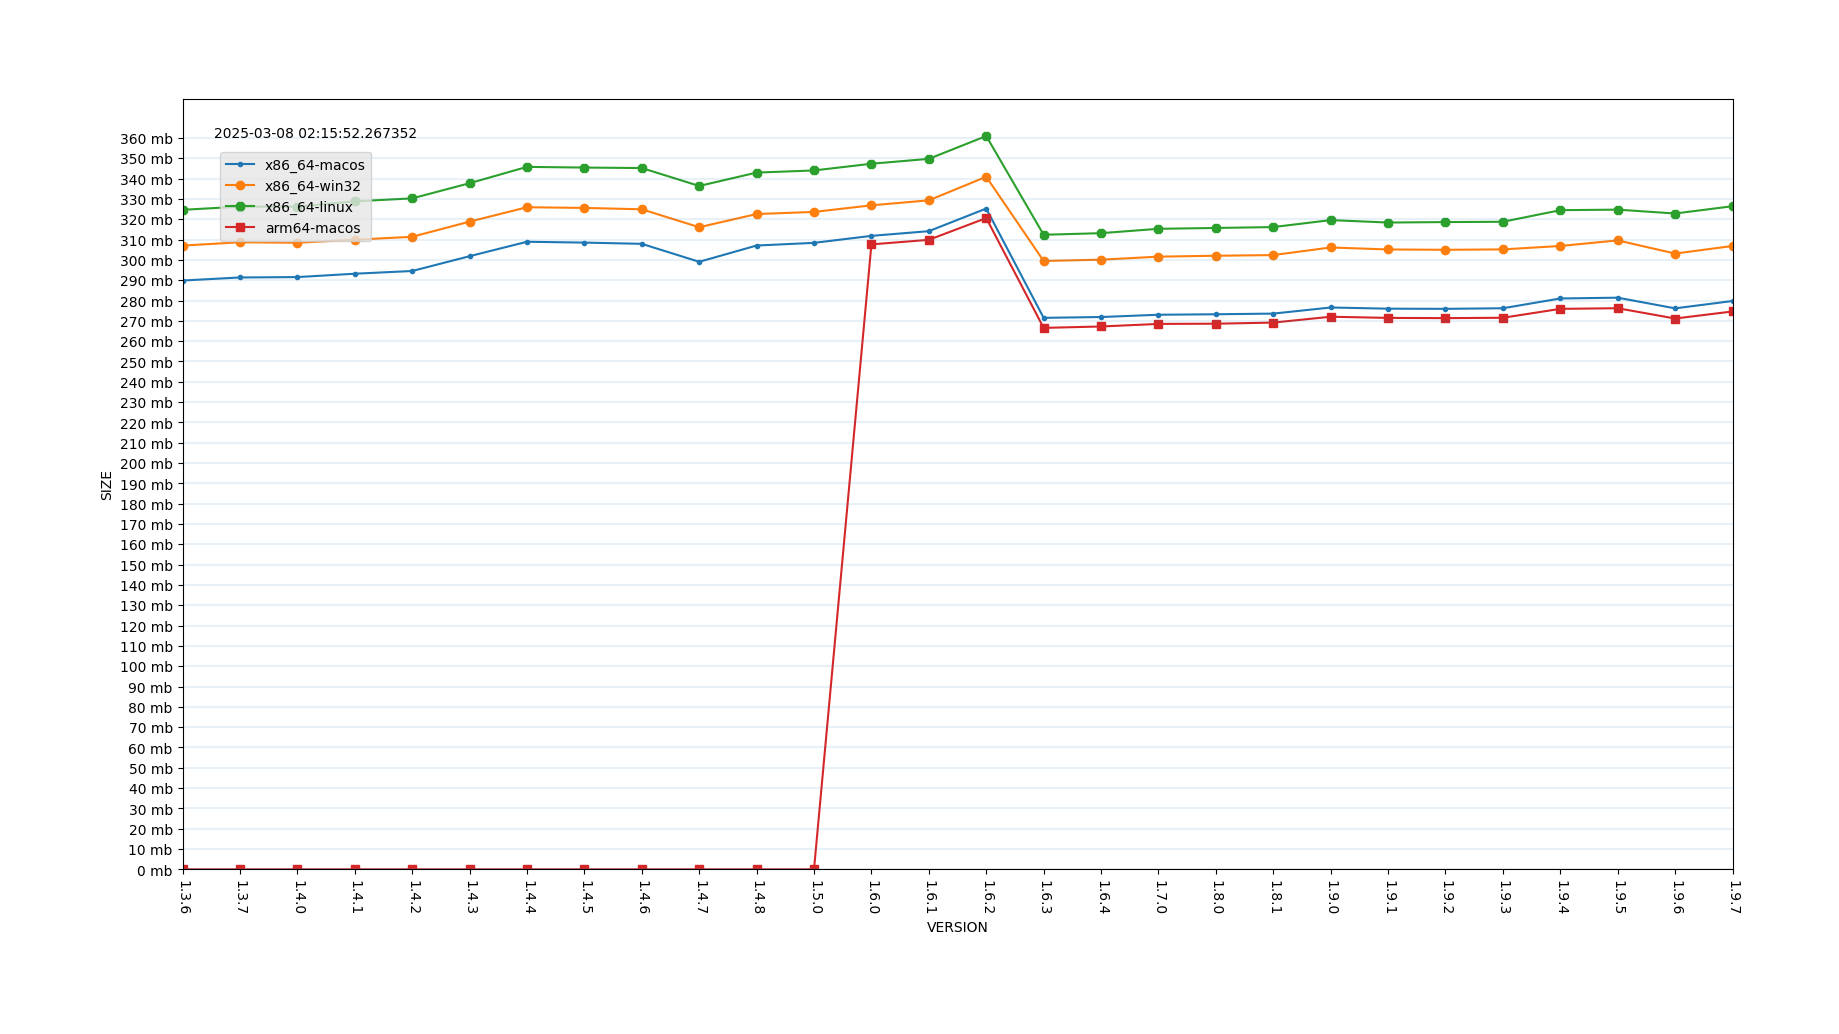 2025-03-08 02:15:52.267352
x86_64-macos
x86_64-win32
x86_64-linux
arm64-macos
360 mb
350 mb
340 mb
330 mb
320 mb
310 mb
300 mb
290 mb
280 mb
270 mb
260 mb
250 mb
240 mb
230 mb
220 mb
210 mb
200 mb
190 mb
180 mb
170 mb
160 mb
150 mb
140 mb
130 mb
120 mb
110 mb
100 mb
90 mb
80 mb
70 mb
60 mb
50 mb
40 mb
30 mb
20 mb
10 mb
0 mb
SIZE
1.3.6
1.3.7
1.4.0
1.4.1
1.4.2
1.4.3
1.4.4
1.4.5
1.4.6
1.4.7
1.4.8
1.5.0
1.6.0
1.6.1
1.6.2
1.6.3
1.6.4
1.7.0
1.8.0
1.8.1
1.9.0
1.9.1
1.9.2
1.9.3
1.9.4
1.9.5
1.9.6
1.9.7
VERSION